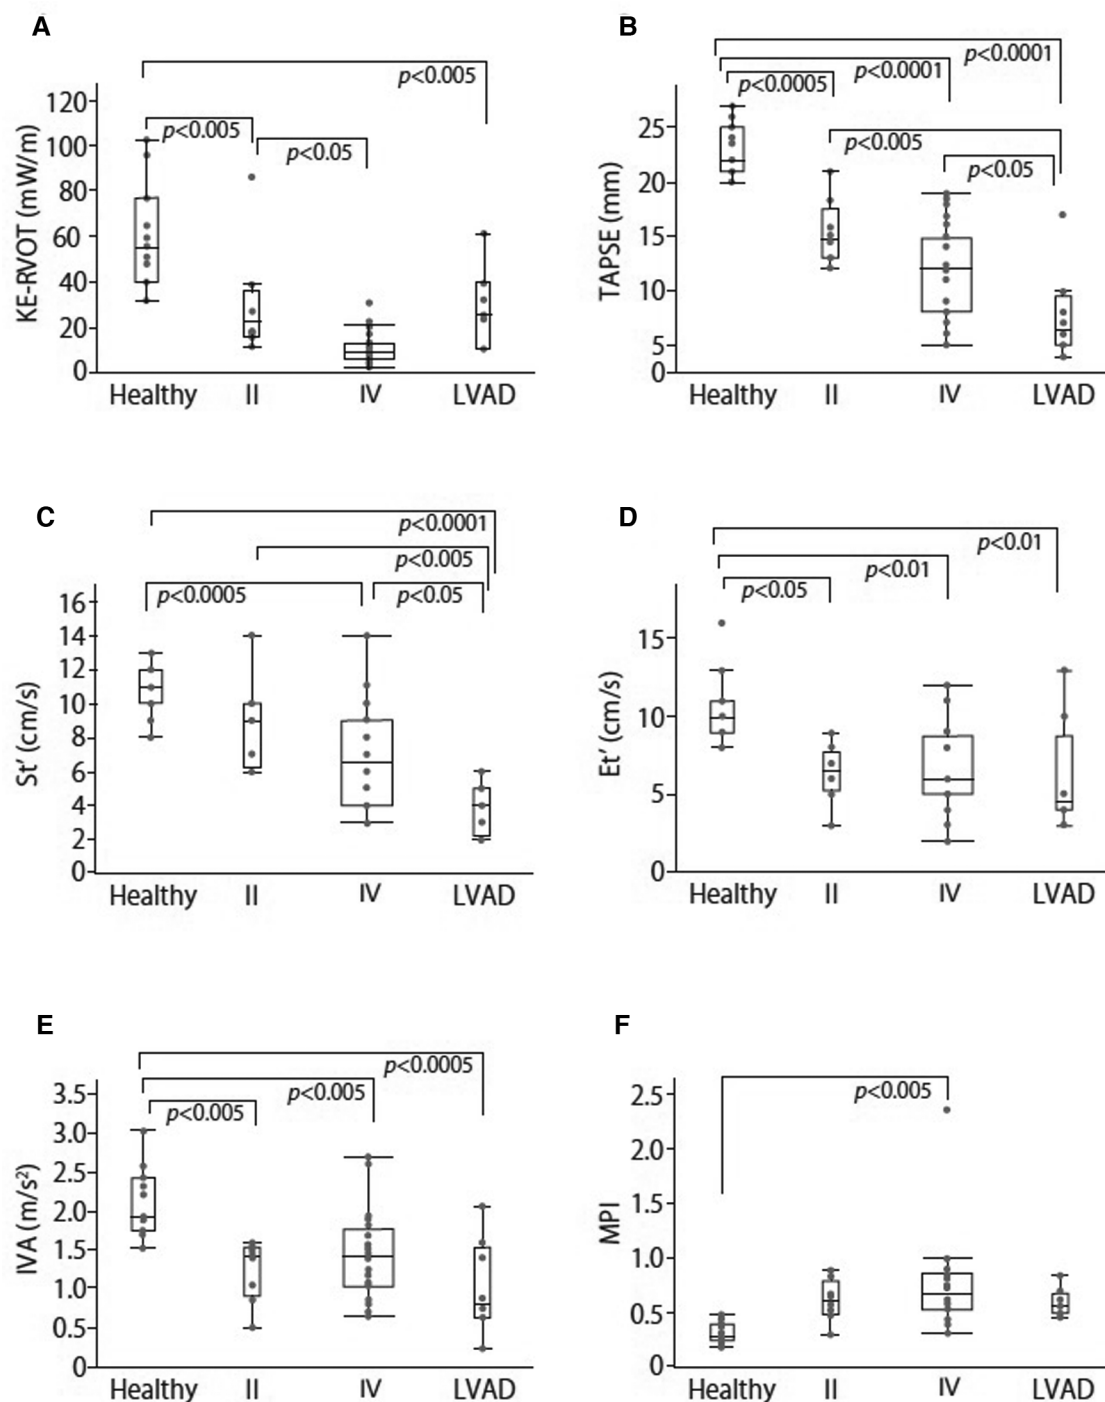 A
p<0.005
p<0.005
p<0.05
KE-RVOT (mW/m)
120
100
80
60
40
20
0
Healthy II IV LVAD
B
p<0.0001
p<0.0001
p<0.0005
p<0.005
p<0.05
TAPSE (mm)
25
20
15
10
5
0
Healthy II IV LVAD
C
p<0.0001
p<0.005
p<0.0005
p<0.05
St′ (cm/s)
16
14
12
10
8
6
4
2
0
Healthy II IV LVAD
D
p<0.01
p<0.01
p<0.05
Et′ (cm/s)
15
10
5
0
Healthy II IV LVAD
E
p<0.0005
p<0.005
p<0.005
IVA (m/s²)
3.5
3.0
2.5
2.0
1.5
1.0
0.5
0
Healthy II IV LVAD
F
p<0.005
MPI
2.5
2.0
1.5
1.0
0.5
0
Healthy II IV LVAD